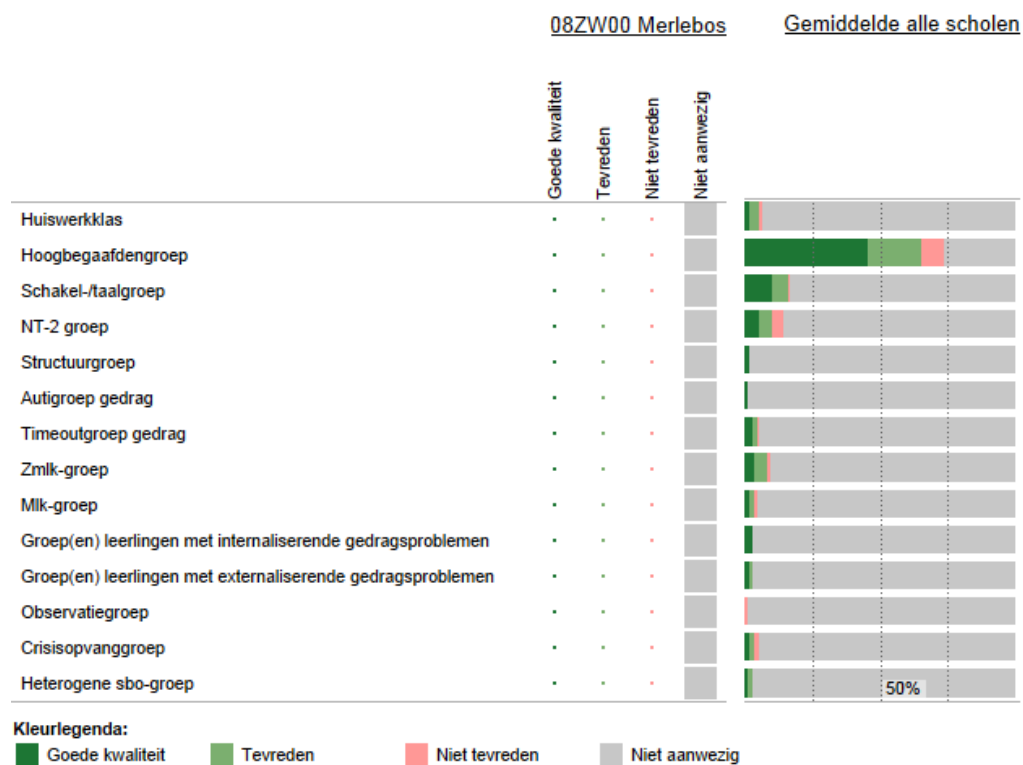 08ZW00 Merlebos
Gemiddelde alle scholen
Goede kwaliteit
Tevreden
Niet tevreden
Niet aanwezig
Huiswerkklas
Hoogbegaafdengroep
Schakel-/taalgroep
NT-2 groep
Structuurgroep
Autigroep gedrag
Timeoutgroep gedrag
Zmlk-groep
Mlk-groep
Groep(en) leerlingen met internaliserende gedragsproblemen
Groep(en) leerlingen met externaliserende gedragsproblemen
Observatiegroep
Crisisopvanggroep
Heterogene sbo-groep
50%
Kleurlegenda:
Goede kwaliteit
Tevreden
Niet tevreden
Niet aanwezig